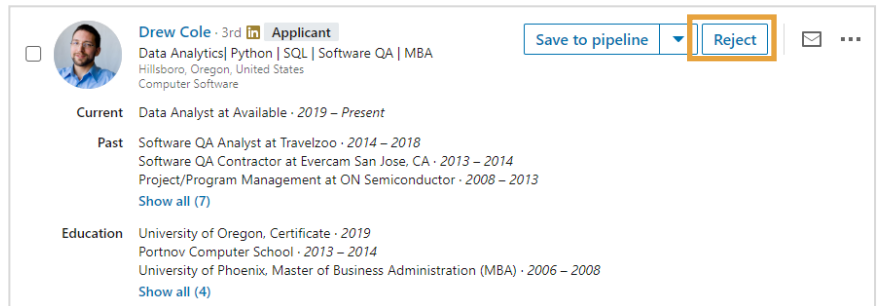 Drew Cole · 3rd in Applicant
Save to pipeline
Reject
Data Analytics| Python | SQL | Software QA | MBA
Hillsboro, Oregon, United States
Computer Software
Current Data Analyst at Available · 2019 – Present
Past Software QA Analyst at Travelzoo · 2014 – 2018
Software QA Contractor at Evercam San Jose, CA · 2013 – 2014
Project/Program Management at ON Semiconductor · 2008 – 2013
Show all (7)
Education University of Oregon, Certificate · 2019
Portnov Computer School · 2013 – 2014
University of Phoenix, Master of Business Administration (MBA) · 2006 – 2008
Show all (4)